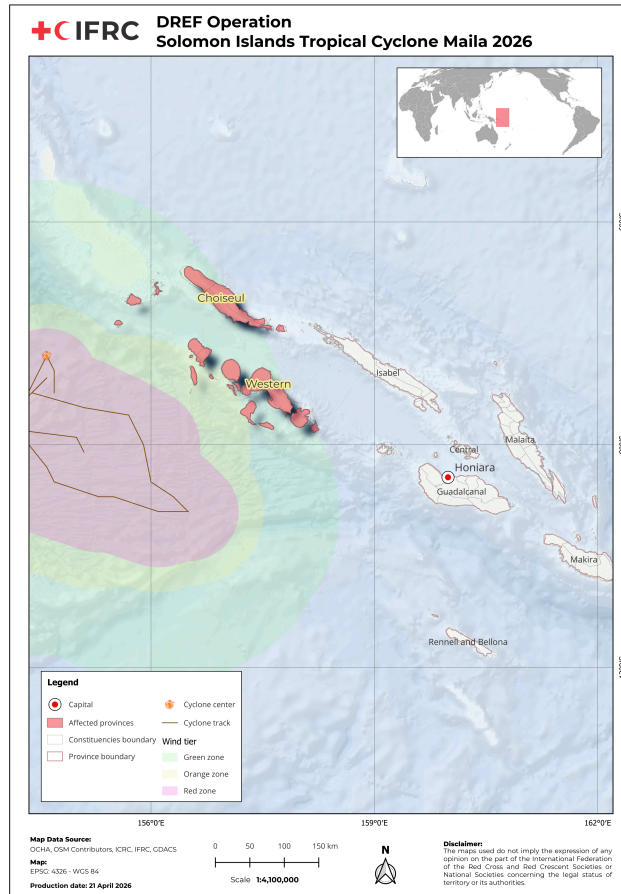 IFRC
DREF Operation
Solomon Islands Tropical Cyclone Maila 2026
Choiseul
Western
Isabel
Malaita
Central
Honiara
Guadalcanal
Makira
Rennell and Bellona
Legend
Capital
Affected provinces
Constituencies boundary
Province boundary
Cyclone center
Cyclone track
Wind tier
Green zone
Orange zone
Red zone
156°0'E
159°0'E
162°0'E
Map Data Source:
OCHA, OSM Contributors, ICRC, IFRC, GDACS
Map:
EPSG: 4326 - WGS 84
Production date: 21 April 2026
0 50 100 150 km
Scale 1:4,100,000
N
Disclaimer:
The maps used do not imply the expression of any
opinion on the part of the International Federation
of the Red Cross and Red Crescent Societies or
National Societies concerning the legal status of
territory or its authorities.